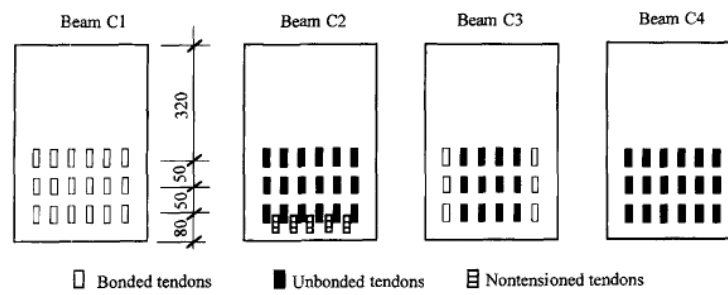 Beam C1
Beam C2
Beam C3
Beam C4
320
50
50
80
Bonded tendons
Unbonded tendons
Nontensioned tendons